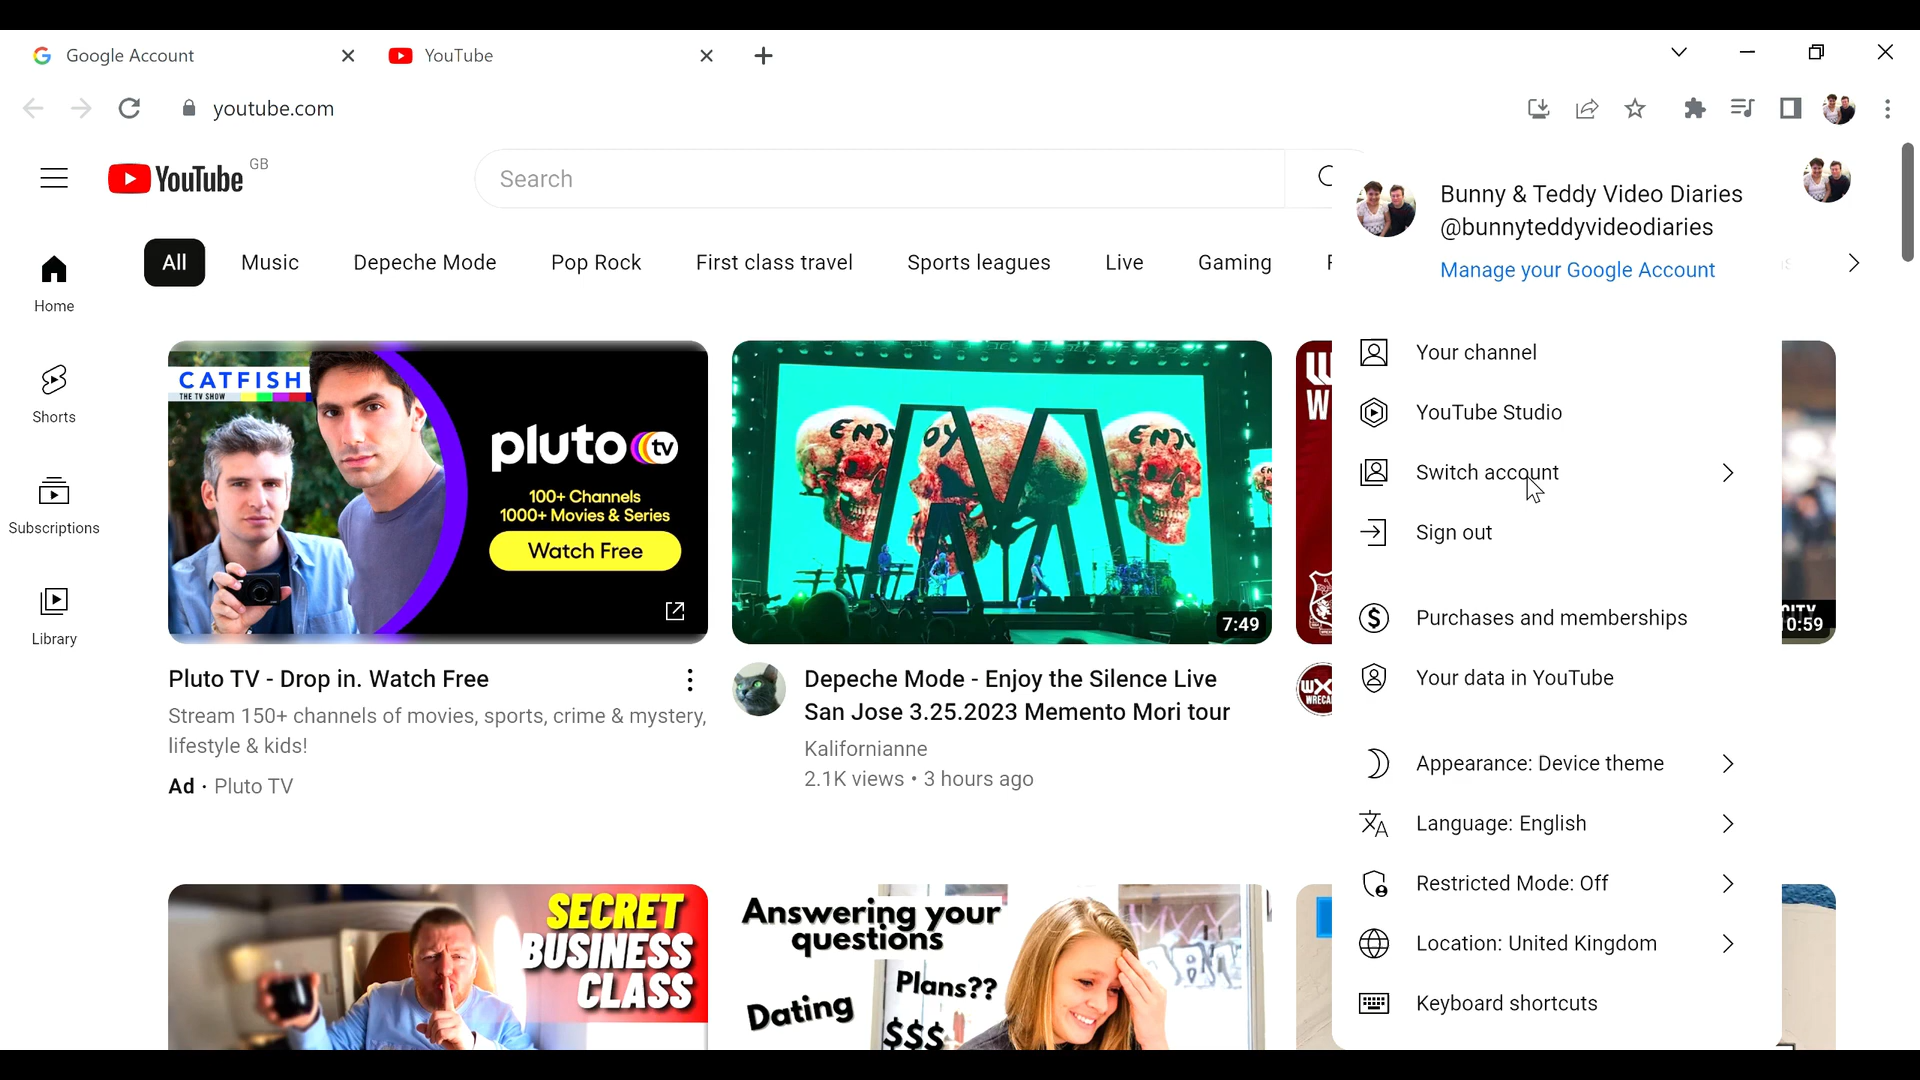 Google Account
YouTube
youtube.com
YouTube GB
Search
Bunny & Teddy Video Diaries
@bunnyteddyvideodiaries
Manage your Google Account
All
Music
Depeche Mode
Pop Rock
First class travel
Sports leagues
Live
Gaming
Home
Shorts
Subscriptions
Library
CATFISH
THE TV SHOW
pluto tv
100+ Channels
1000+ Movies & Series
Watch Free
ENJOY
7:49
0:59
Pluto TV - Drop in. Watch Free
Stream 150+ channels of movies, sports, crime & mystery,
lifestyle & kids!
Ad · Pluto TV
Depeche Mode - Enjoy the Silence Live
San Jose 3.25.2023 Memento Mori tour
Kalifornianne
2.1K views • 3 hours ago
SECRET
BUSINESS
CLASS
Answering your
questions
Plans??
Dating
$$$
Your channel
YouTube Studio
Switch account
Sign out
Purchases and memberships
Your data in YouTube
Appearance: Device theme
Language: English
Restricted Mode: Off
Location: United Kingdom
Keyboard shortcuts